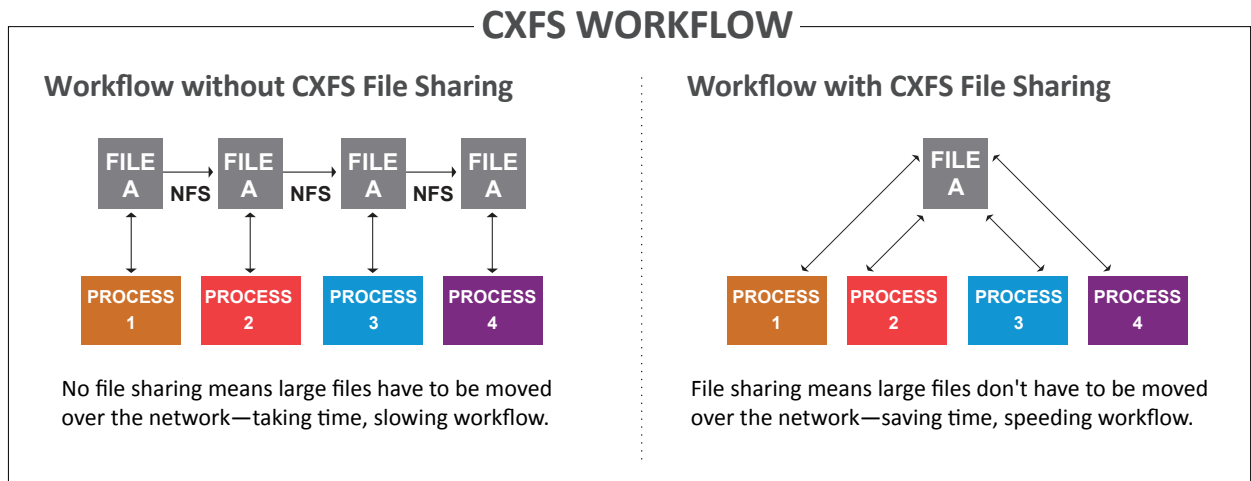 CXFS WORKFLOW
Workflow without CXFS File Sharing
FILE
A
NFS
FILE
A
NFS
FILE
A
NFS
FILE
A
PROCESS
1
PROCESS
2
PROCESS
3
PROCESS
4
No file sharing means large files have to be moved
over the network—taking time, slowing workflow.
Workflow with CXFS File Sharing
FILE
A
PROCESS
1
PROCESS
2
PROCESS
3
PROCESS
4
File sharing means large files don't have to be moved
over the network—saving time, speeding workflow.